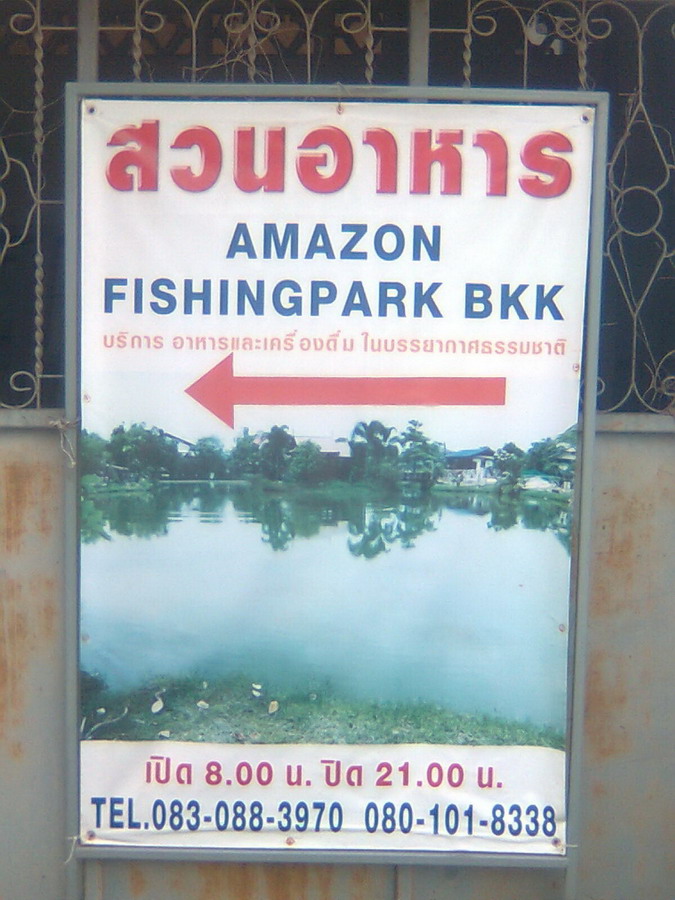 สวนอาหาร
AMAZON
FISHINGPARK BKK
บริการ อาหารและเครื่องดื่ม ในบรรยากาศธรรมชาติ
เปิด 8.00 น. ปิด 21.00 น.
TEL.083-088-3970 080-101-8338